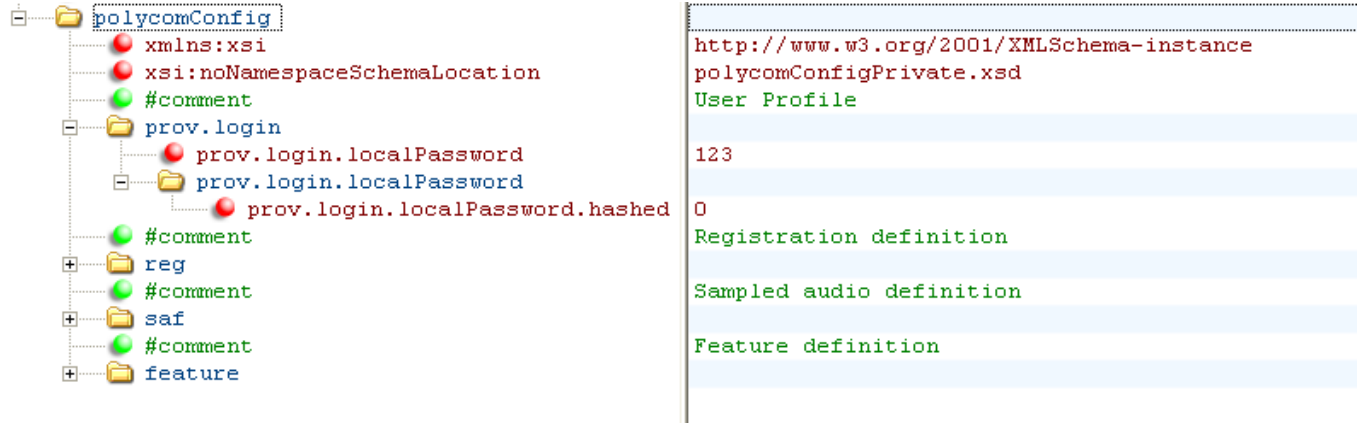 polycomConfig
xmlns:xsi http://www.w3.org/2001/XMLSchema-instance
xsi:noNamespaceSchemaLocation polycomConfigPrivate.xsd
#comment User Profile
prov.login
prov.login.localPassword 123
prov.login.localPassword
prov.login.localPassword.hashed 0
#comment Registration definition
reg
#comment Sampled audio definition
saf
#comment Feature definition
feature